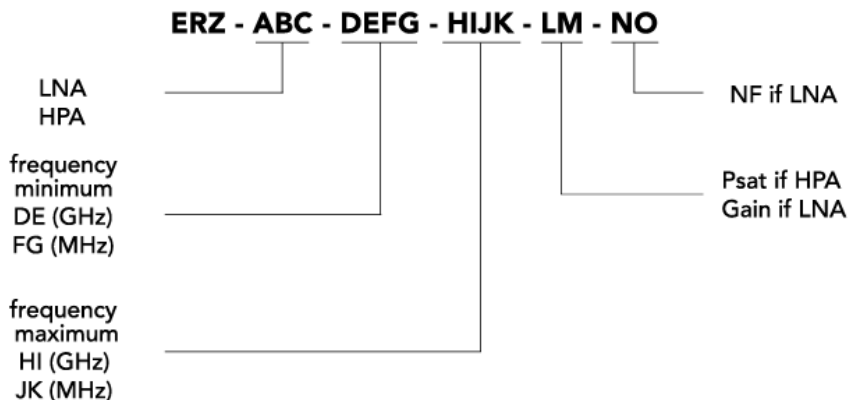 ERZ - ABC - DEFG - HIJK - LM - NO
LNA
HPA
frequency
minimum
DE (GHz)
FG (MHz)
frequency
maximum
HI (GHz)
JK (MHz)
NF if LNA
Psat if HPA
Gain if LNA